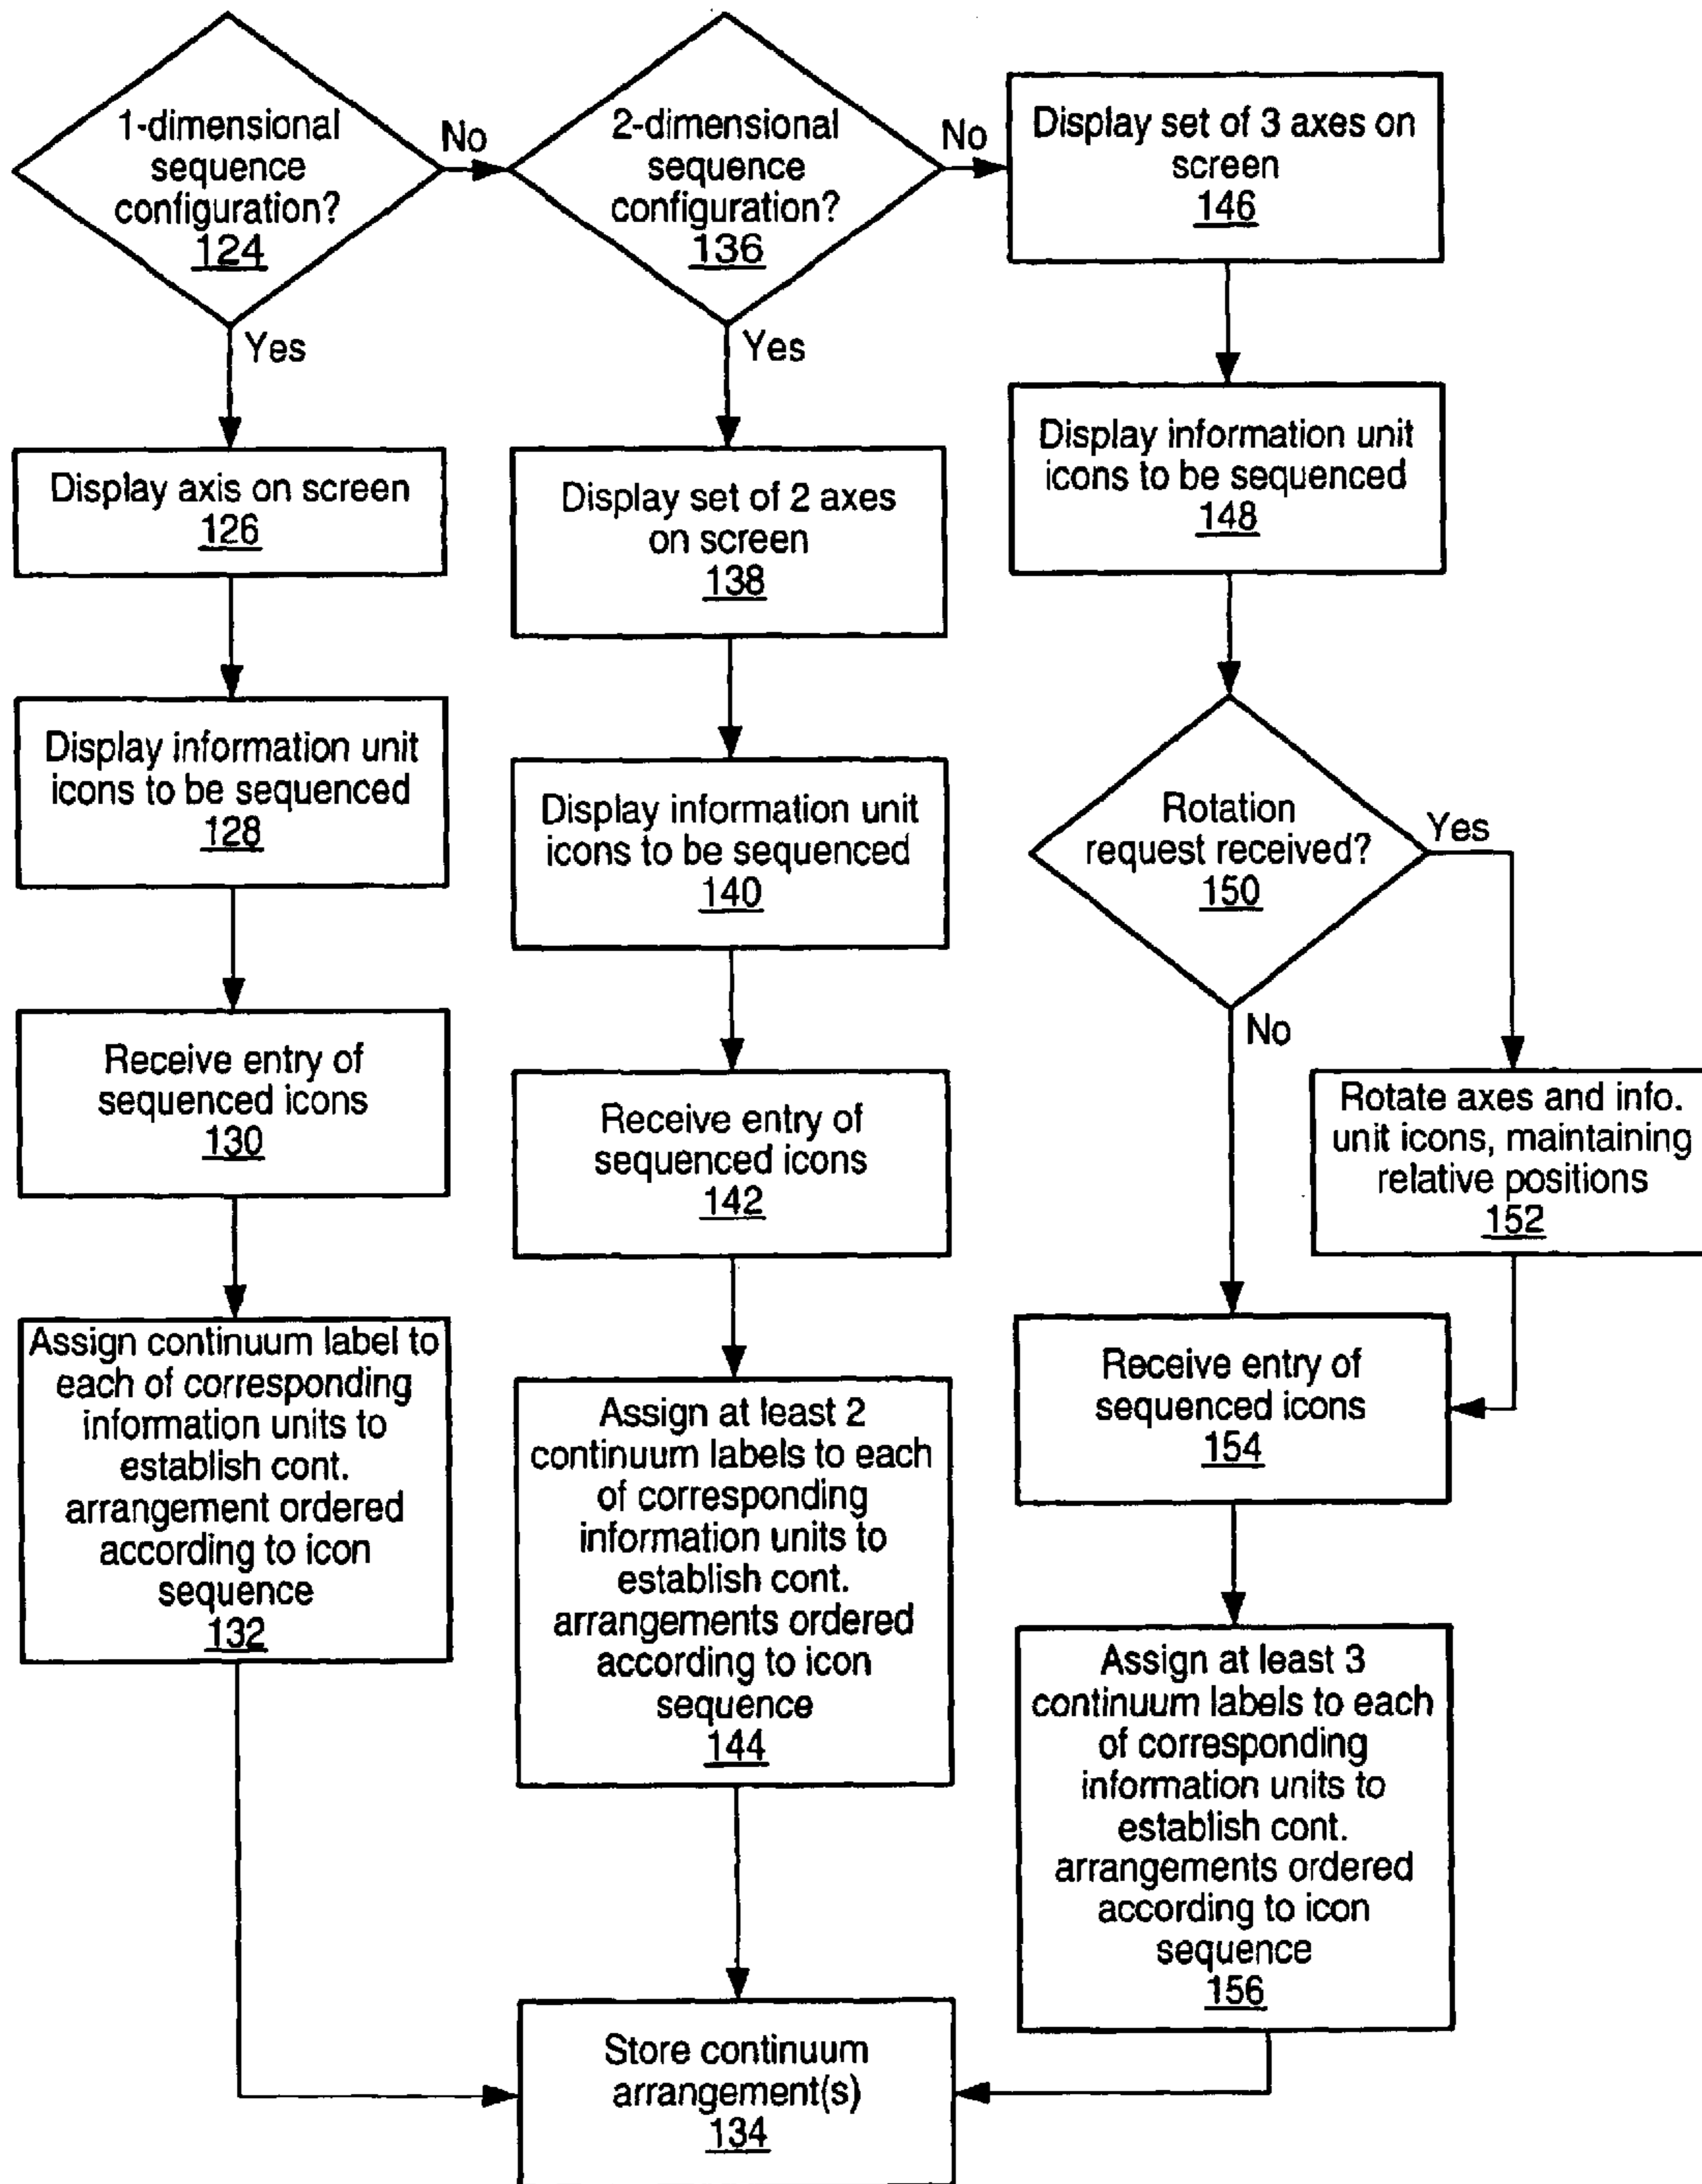 1-dimensional
sequence
configuration?
124
No
Yes
2-dimensional
sequence
configuration?
136
No
Yes
Display set of 3 axes on
screen
146
Display axis on screen
126
Display set of 2 axes
on screen
138
Display information unit
icons to be sequenced
148
Display information unit
icons to be sequenced
128
Display information unit
icons to be sequenced
140
Rotation
request received?
150
Yes
No
Receive entry of
sequenced icons
130
Receive entry of
sequenced icons
142
Rotate axes and info.
unit icons, maintaining
relative positions
152
Assign continuum label to
each of corresponding
information units to
establish cont.
arrangement ordered
according to icon
sequence
132
Assign at least 2
continuum labels to each
of corresponding
information units to
establish cont.
arrangements ordered
according to icon
sequence
144
Receive entry of
sequenced icons
154
Assign at least 3
continuum labels to each
of corresponding
information units to
establish cont.
arrangements ordered
according to icon
sequence
156
Store continuum
arrangement(s)
134